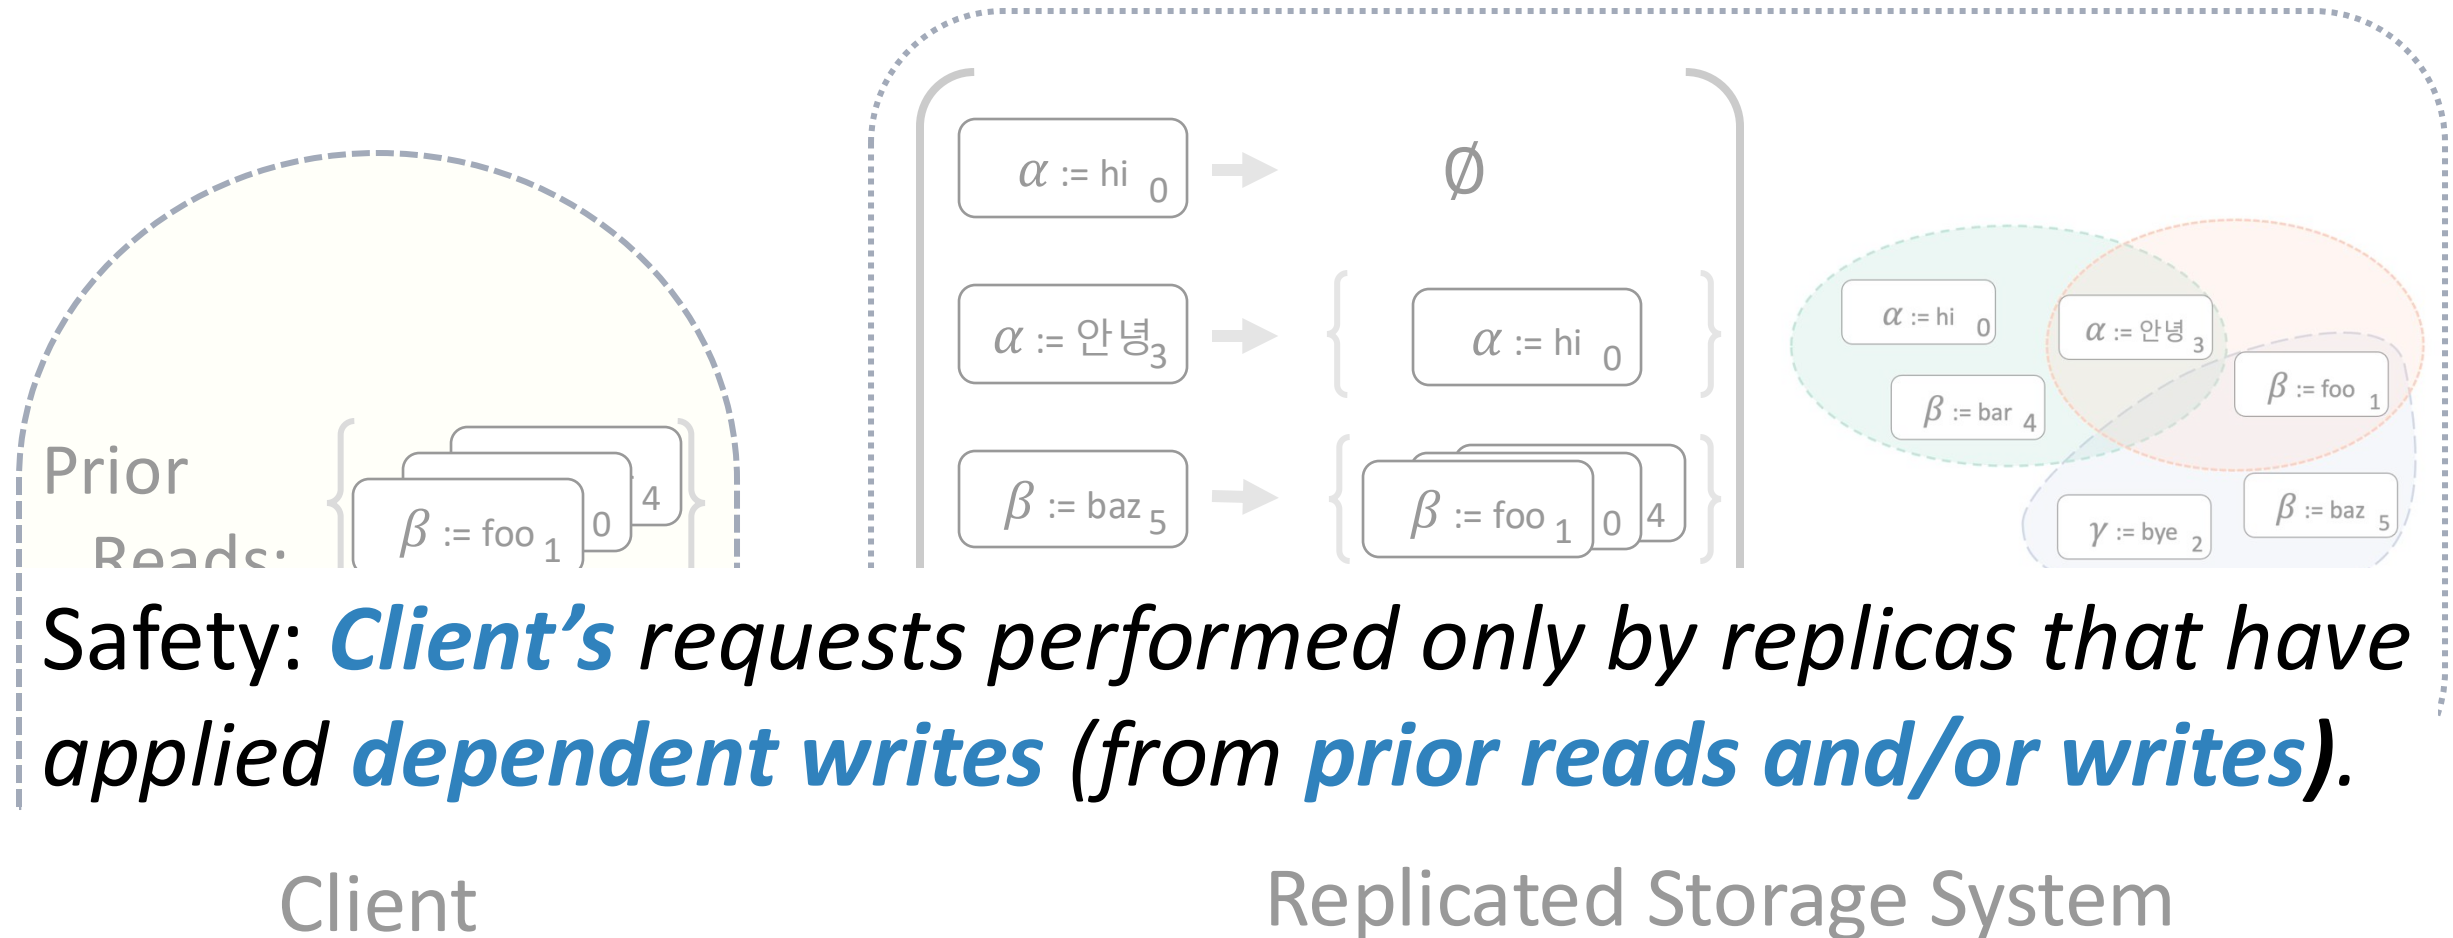 α := hi 0
∅
α := 안녕 3
α := hi 0
β := baz 5
β := foo 1
0
4
α := hi 0
α := 안녕 3
β := foo 1
β := bar 4
γ := bye 2
β := baz 5
Prior
Reads:
β := foo 1
0
4
Safety: Client’s requests performed only by replicas that have
applied dependent writes (from prior reads and/or writes).
Client
Replicated Storage System